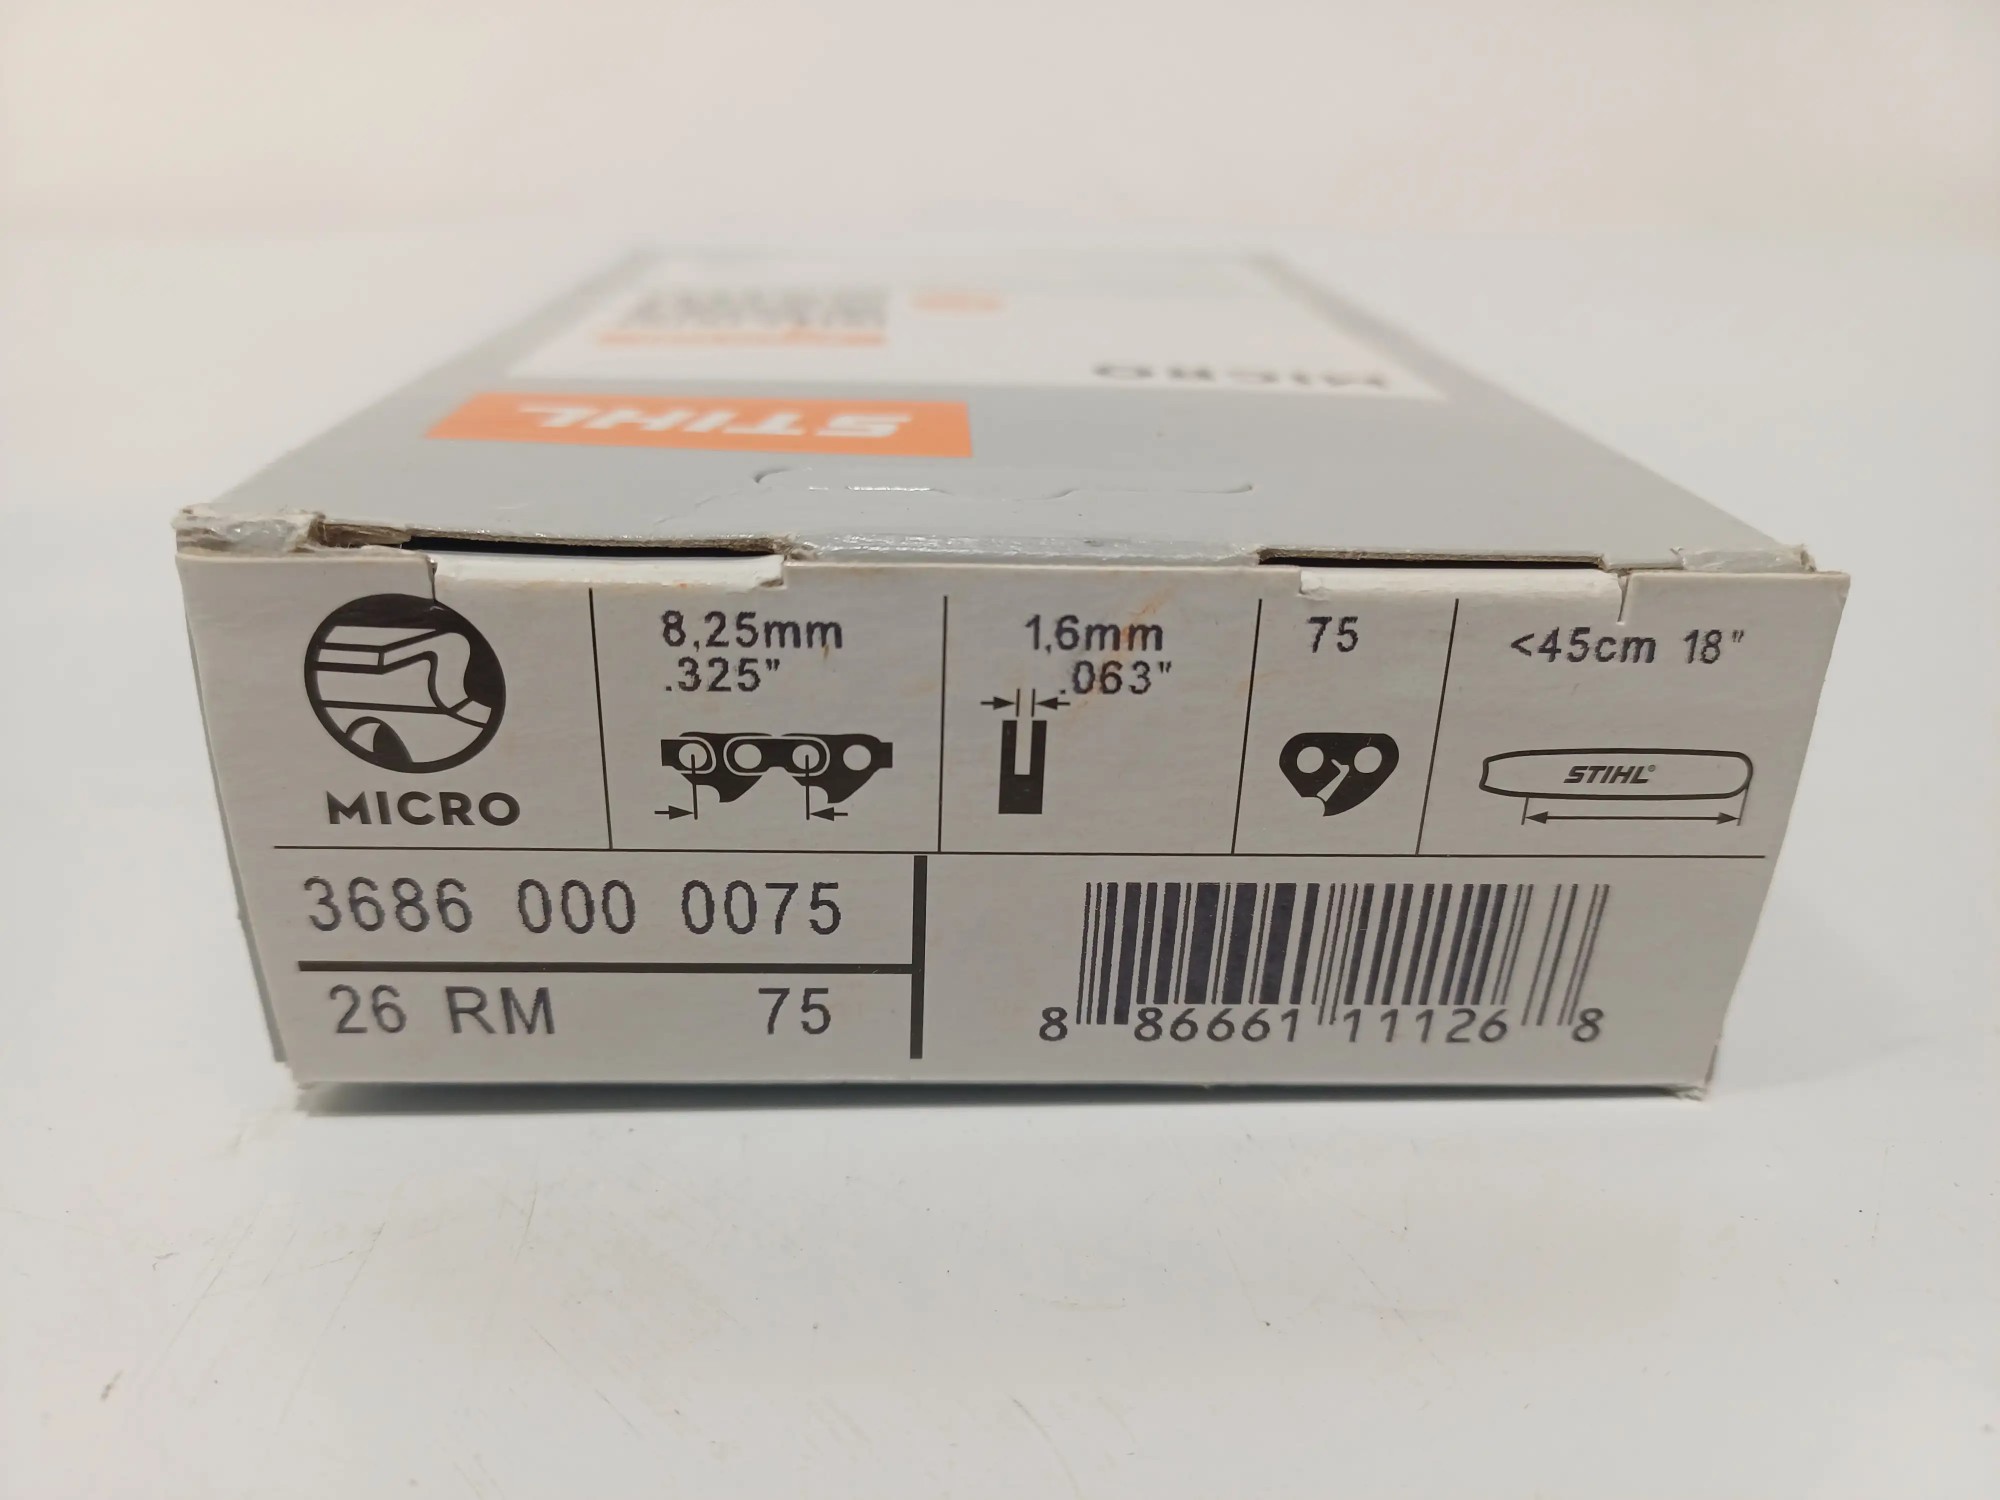 MICRO
STIHL
8,25mm
.325"
1,6mm
.063"
75
<45cm 18"
STIHL®
MICRO
3686 000 0075
26 RM 75
8 86661 11126 8